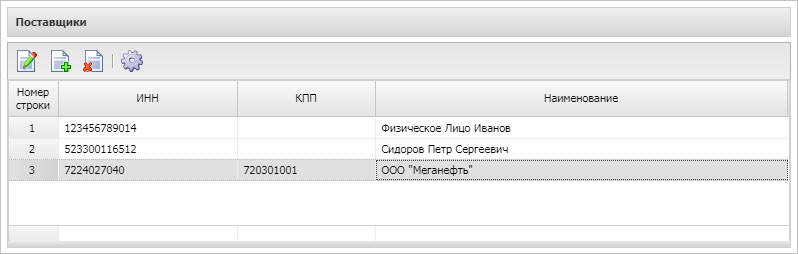 Поставщики
Номер строки ИНН КПП Наименование
1 123456789014 Физическое Лицо Иванов
2 523300116512 Сидоров Петр Сергеевич
3 7224027040 720301001 ООО "Меганефть"